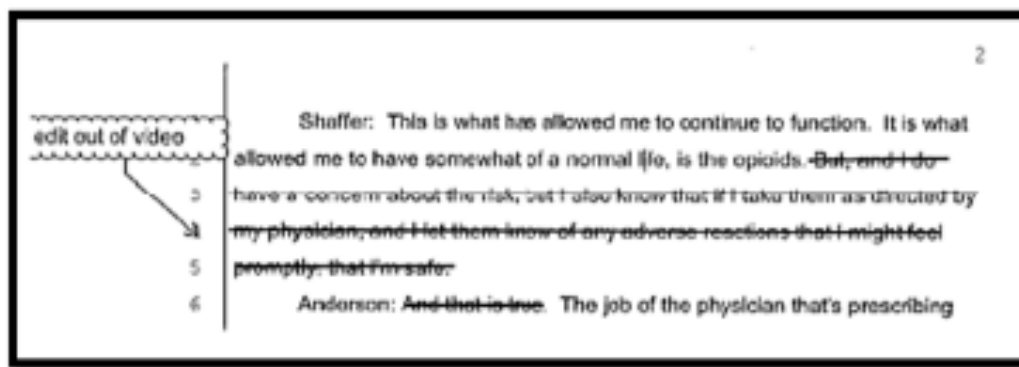 2
edit out of video
Shaffer: This is what has allowed me to continue to function. It is what
2 allowed me to have somewhat of a normal life, is the opioids. But, and I do
3 have a concern about the risk, but I also know that if I take them as directed by
4 my physician, and I let them know of any adverse reactions that I might feel
5 promptly, that I'm safe.
6 Anderson: And that is true. The job of the physician that's prescribing